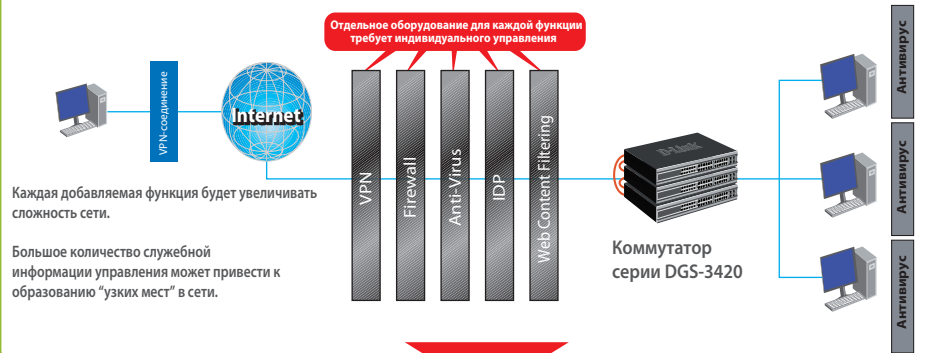 Отдельное оборудование для каждой функции
требует индивидуального управления
VPN-соединение
Internet
VPN
Firewall
Anti-Virus
IDP
Web Content Filtering
D-Link
Коммутатор
серии DGS-3420
Антивирус
Антивирус
Антивирус
Каждая добавляемая функция будет увеличивать
сложность сети.
Большое количество служебной
информации управления может привести к
образованию “узких мест” в сети.